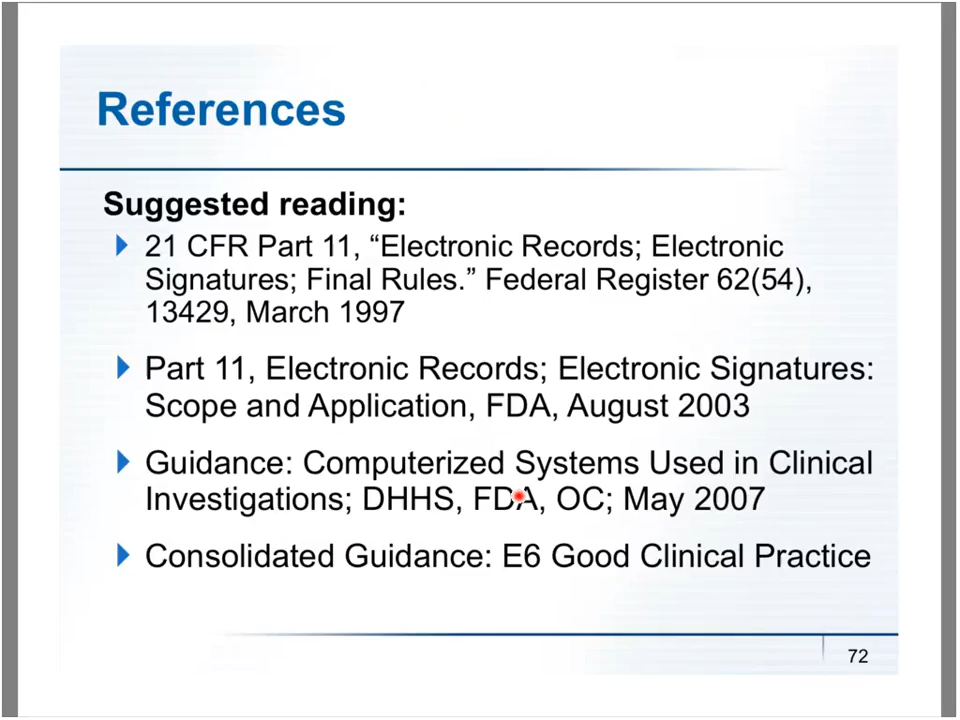 References
Suggested reading:
21 CFR Part 11, “Electronic Records; Electronic
Signatures; Final Rules.” Federal Register 62(54),
13429, March 1997
Part 11, Electronic Records; Electronic Signatures:
Scope and Application, FDA, August 2003
Guidance: Computerized Systems Used in Clinical
Investigations; DHHS, FDA, OC; May 2007
Consolidated Guidance: E6 Good Clinical Practice
72